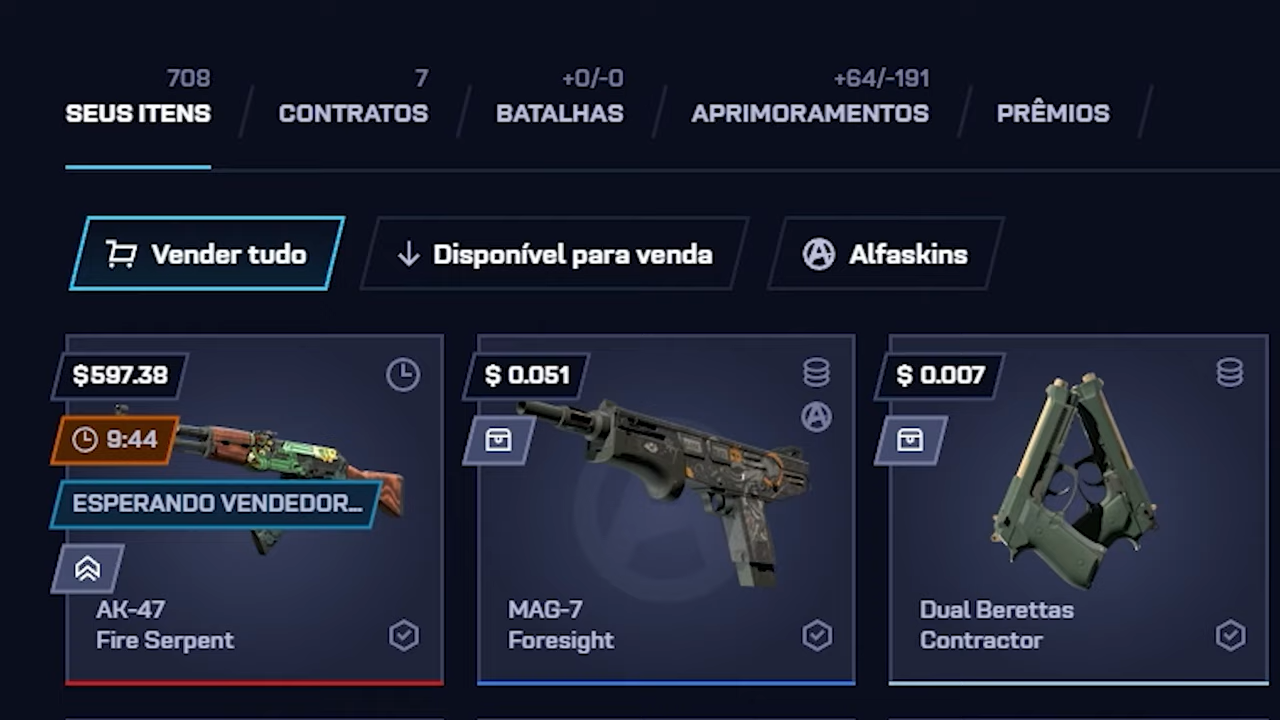 708
SEUS ITENS
7
CONTRATOS
+0/-0
BATALHAS
+64/-191
APRIMORAMENTOS
PRÊMIOS
Vender tudo
Disponível para venda
Alfaskins
$597.38
9:44
ESPERANDO VENDEDOR...
AK-47
Fire Serpent
$ 0.051
MAG-7
Foresight
$ 0.007
Dual Berettas
Contractor